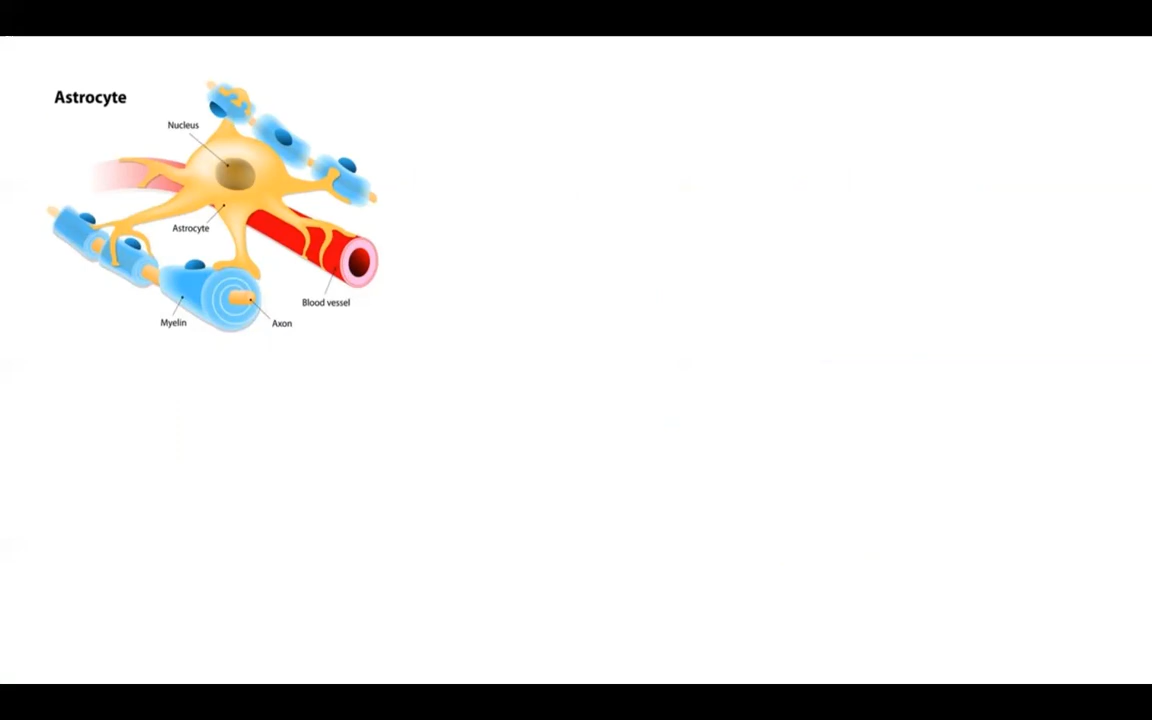 Astrocyte
Nucleus
Astrocyte
Blood vessel
Myelin
Axon